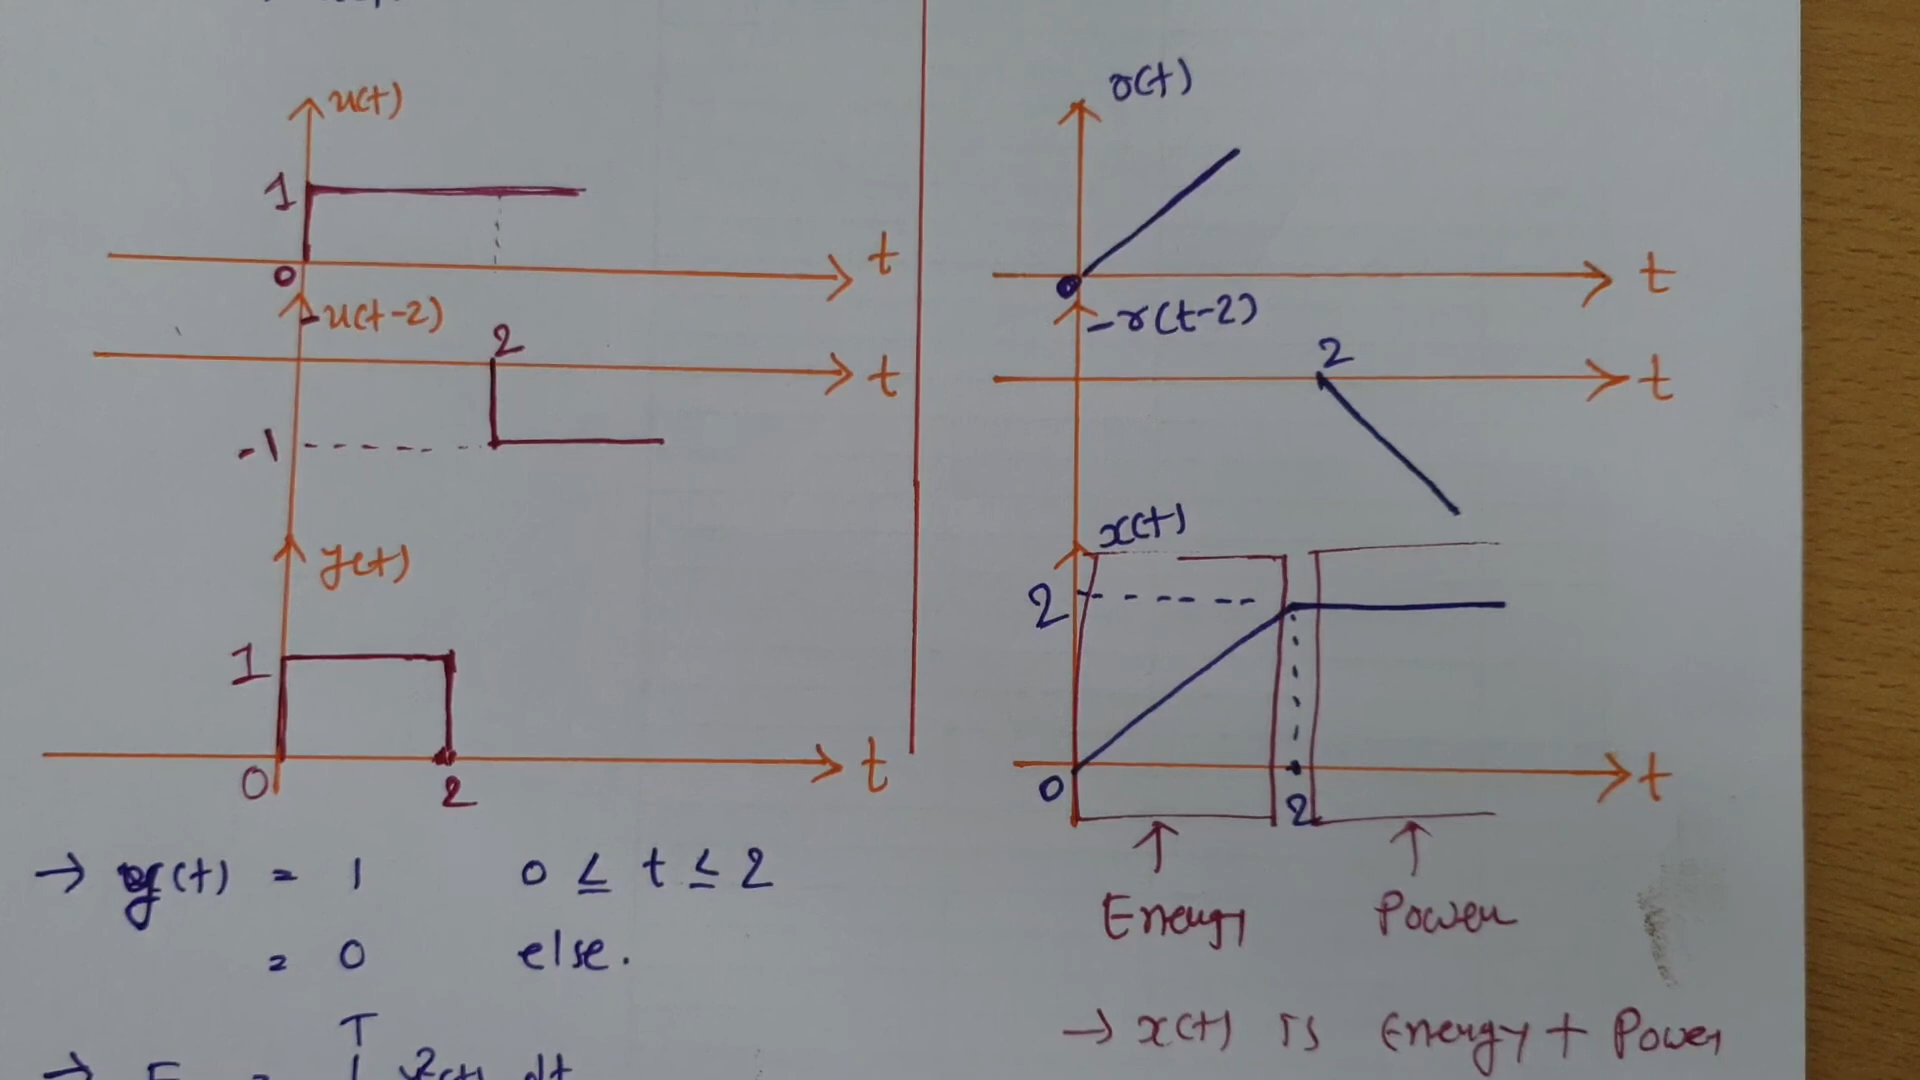 u(t)
1
t
0
-u(t-2)
2
t
-1
y(t)
1
t
0
2
→ y(t) = 1 0 ≤ t ≤ 2
= 0 else.
T
r(t)
t
0
-r(t-2)
2
t
x(t)
2
t
0
2
Energy Power
→ x(t) is Energy + Power